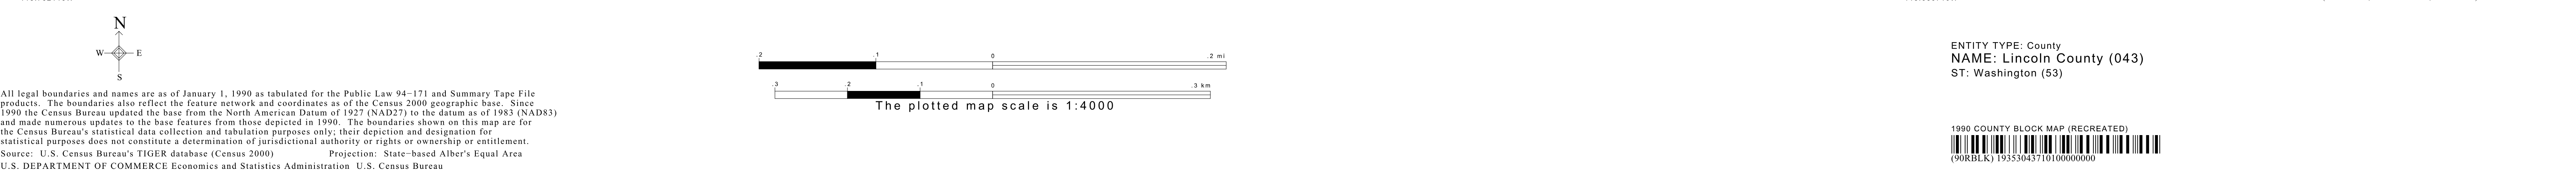 N
W E
S
All legal boundaries and names are as of January 1, 1990 as tabulated for the Public Law 94−171 and Summary Tape File
products. The boundaries also reflect the feature network and coordinates as of the Census 2000 geographic base. Since
1990 the Census Bureau updated the base from the North American Datum of 1927 (NAD27) to the datum as of 1983 (NAD83)
and made numerous updates to the base features from those depicted in 1990. The boundaries shown on this map are for
the Census Bureau's statistical data collection and tabulation purposes only; their depiction and designation for
statistical purposes does not constitute a determination of jurisdictional authority or rights or ownership or entitlement.
Source: U.S. Census Bureau's TIGER database (Census 2000) Projection: State−based Alber's Equal Area
U.S. DEPARTMENT OF COMMERCE Economics and Statistics Administration U.S. Census Bureau
.2 .1 0 .2 mi
.3 .2 .1 0 .3 km
The plotted map scale is 1:4000
ENTITY TYPE: County
NAME: Lincoln County (043)
ST: Washington (53)
1990 COUNTY BLOCK MAP (RECREATED)
(90RBLK) 19353043710100000000